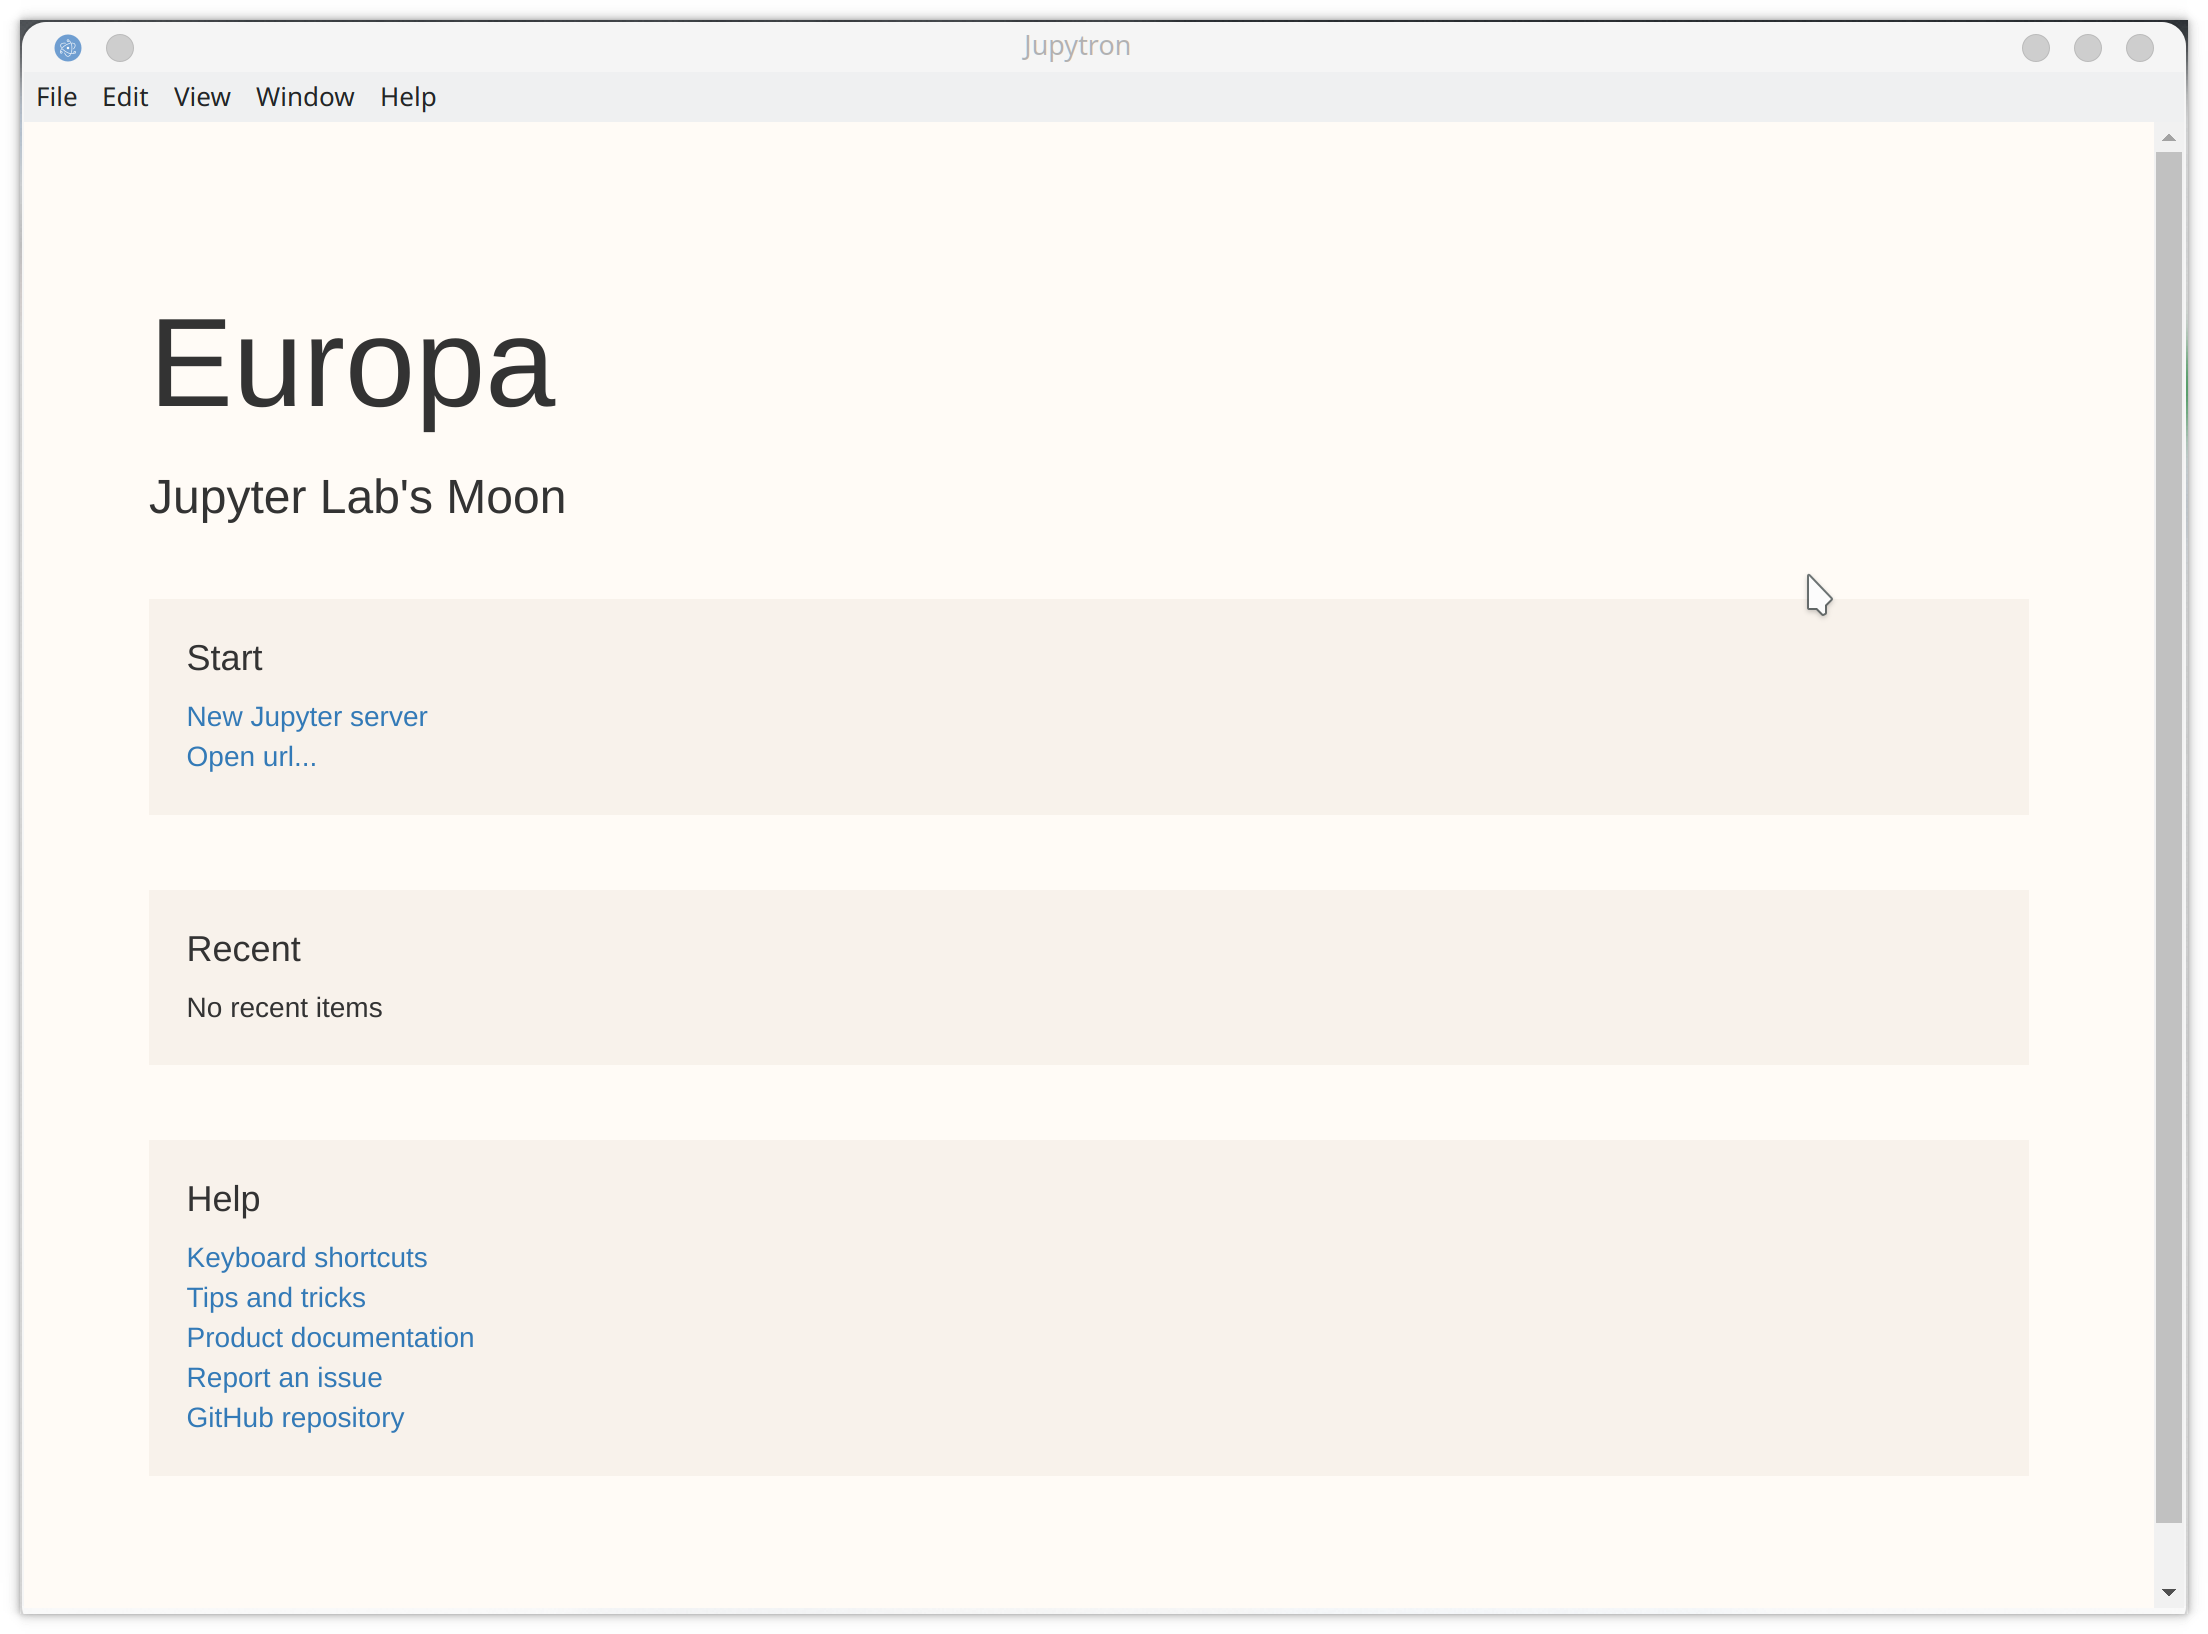 Jupytron
File Edit View Window Help
Europa
Jupyter Lab's Moon
Start
New Jupyter server
Open url...
Recent
No recent items
Help
Keyboard shortcuts
Tips and tricks
Product documentation
Report an issue
GitHub repository